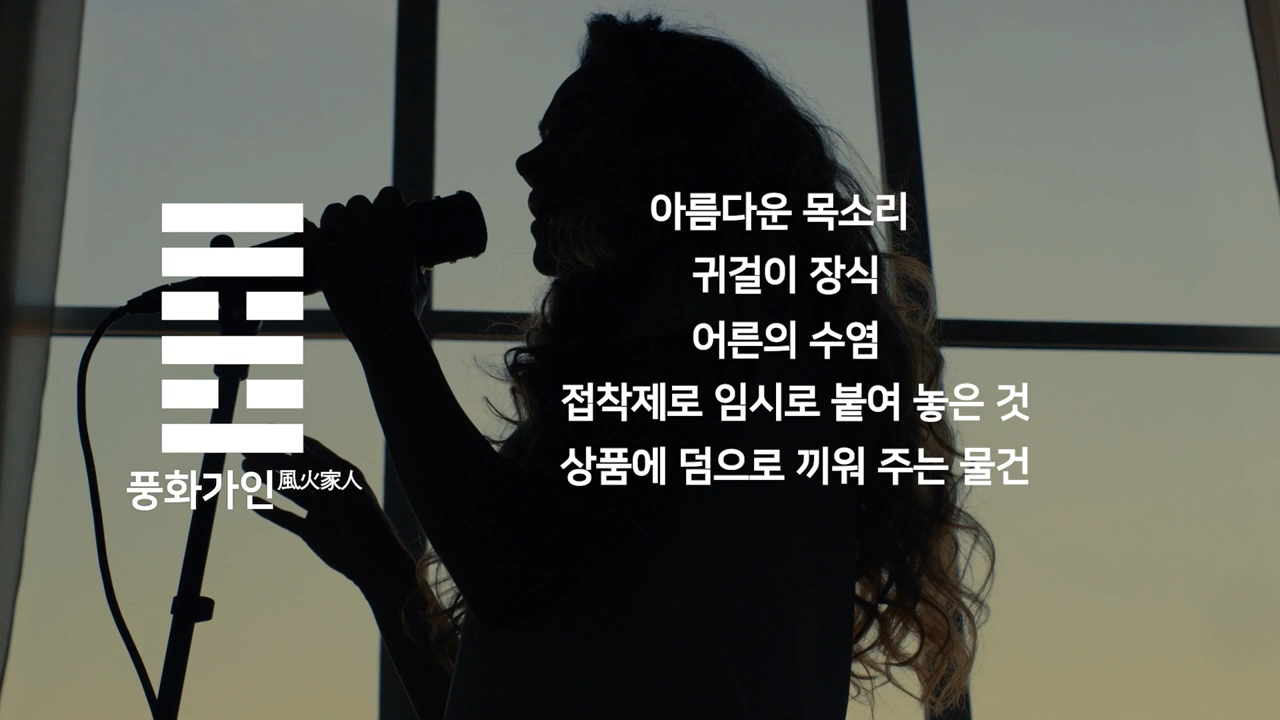 아름다운 목소리
귀걸이 장식
어른의 수염
접착제로 임시로 붙여 놓은 것
상품에 덤으로 끼워 주는 물건
풍화가인風火家人